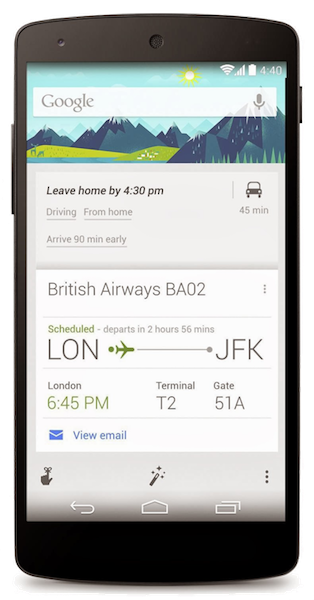 4:40
Google
Leave home by 4:30 pm
Driving From home
45 min
Arrive 90 min early
British Airways BA02
Scheduled - departs in 2 hours 56 mins
LON JFK
London Terminal Gate
6:45 PM T2 51A
View email